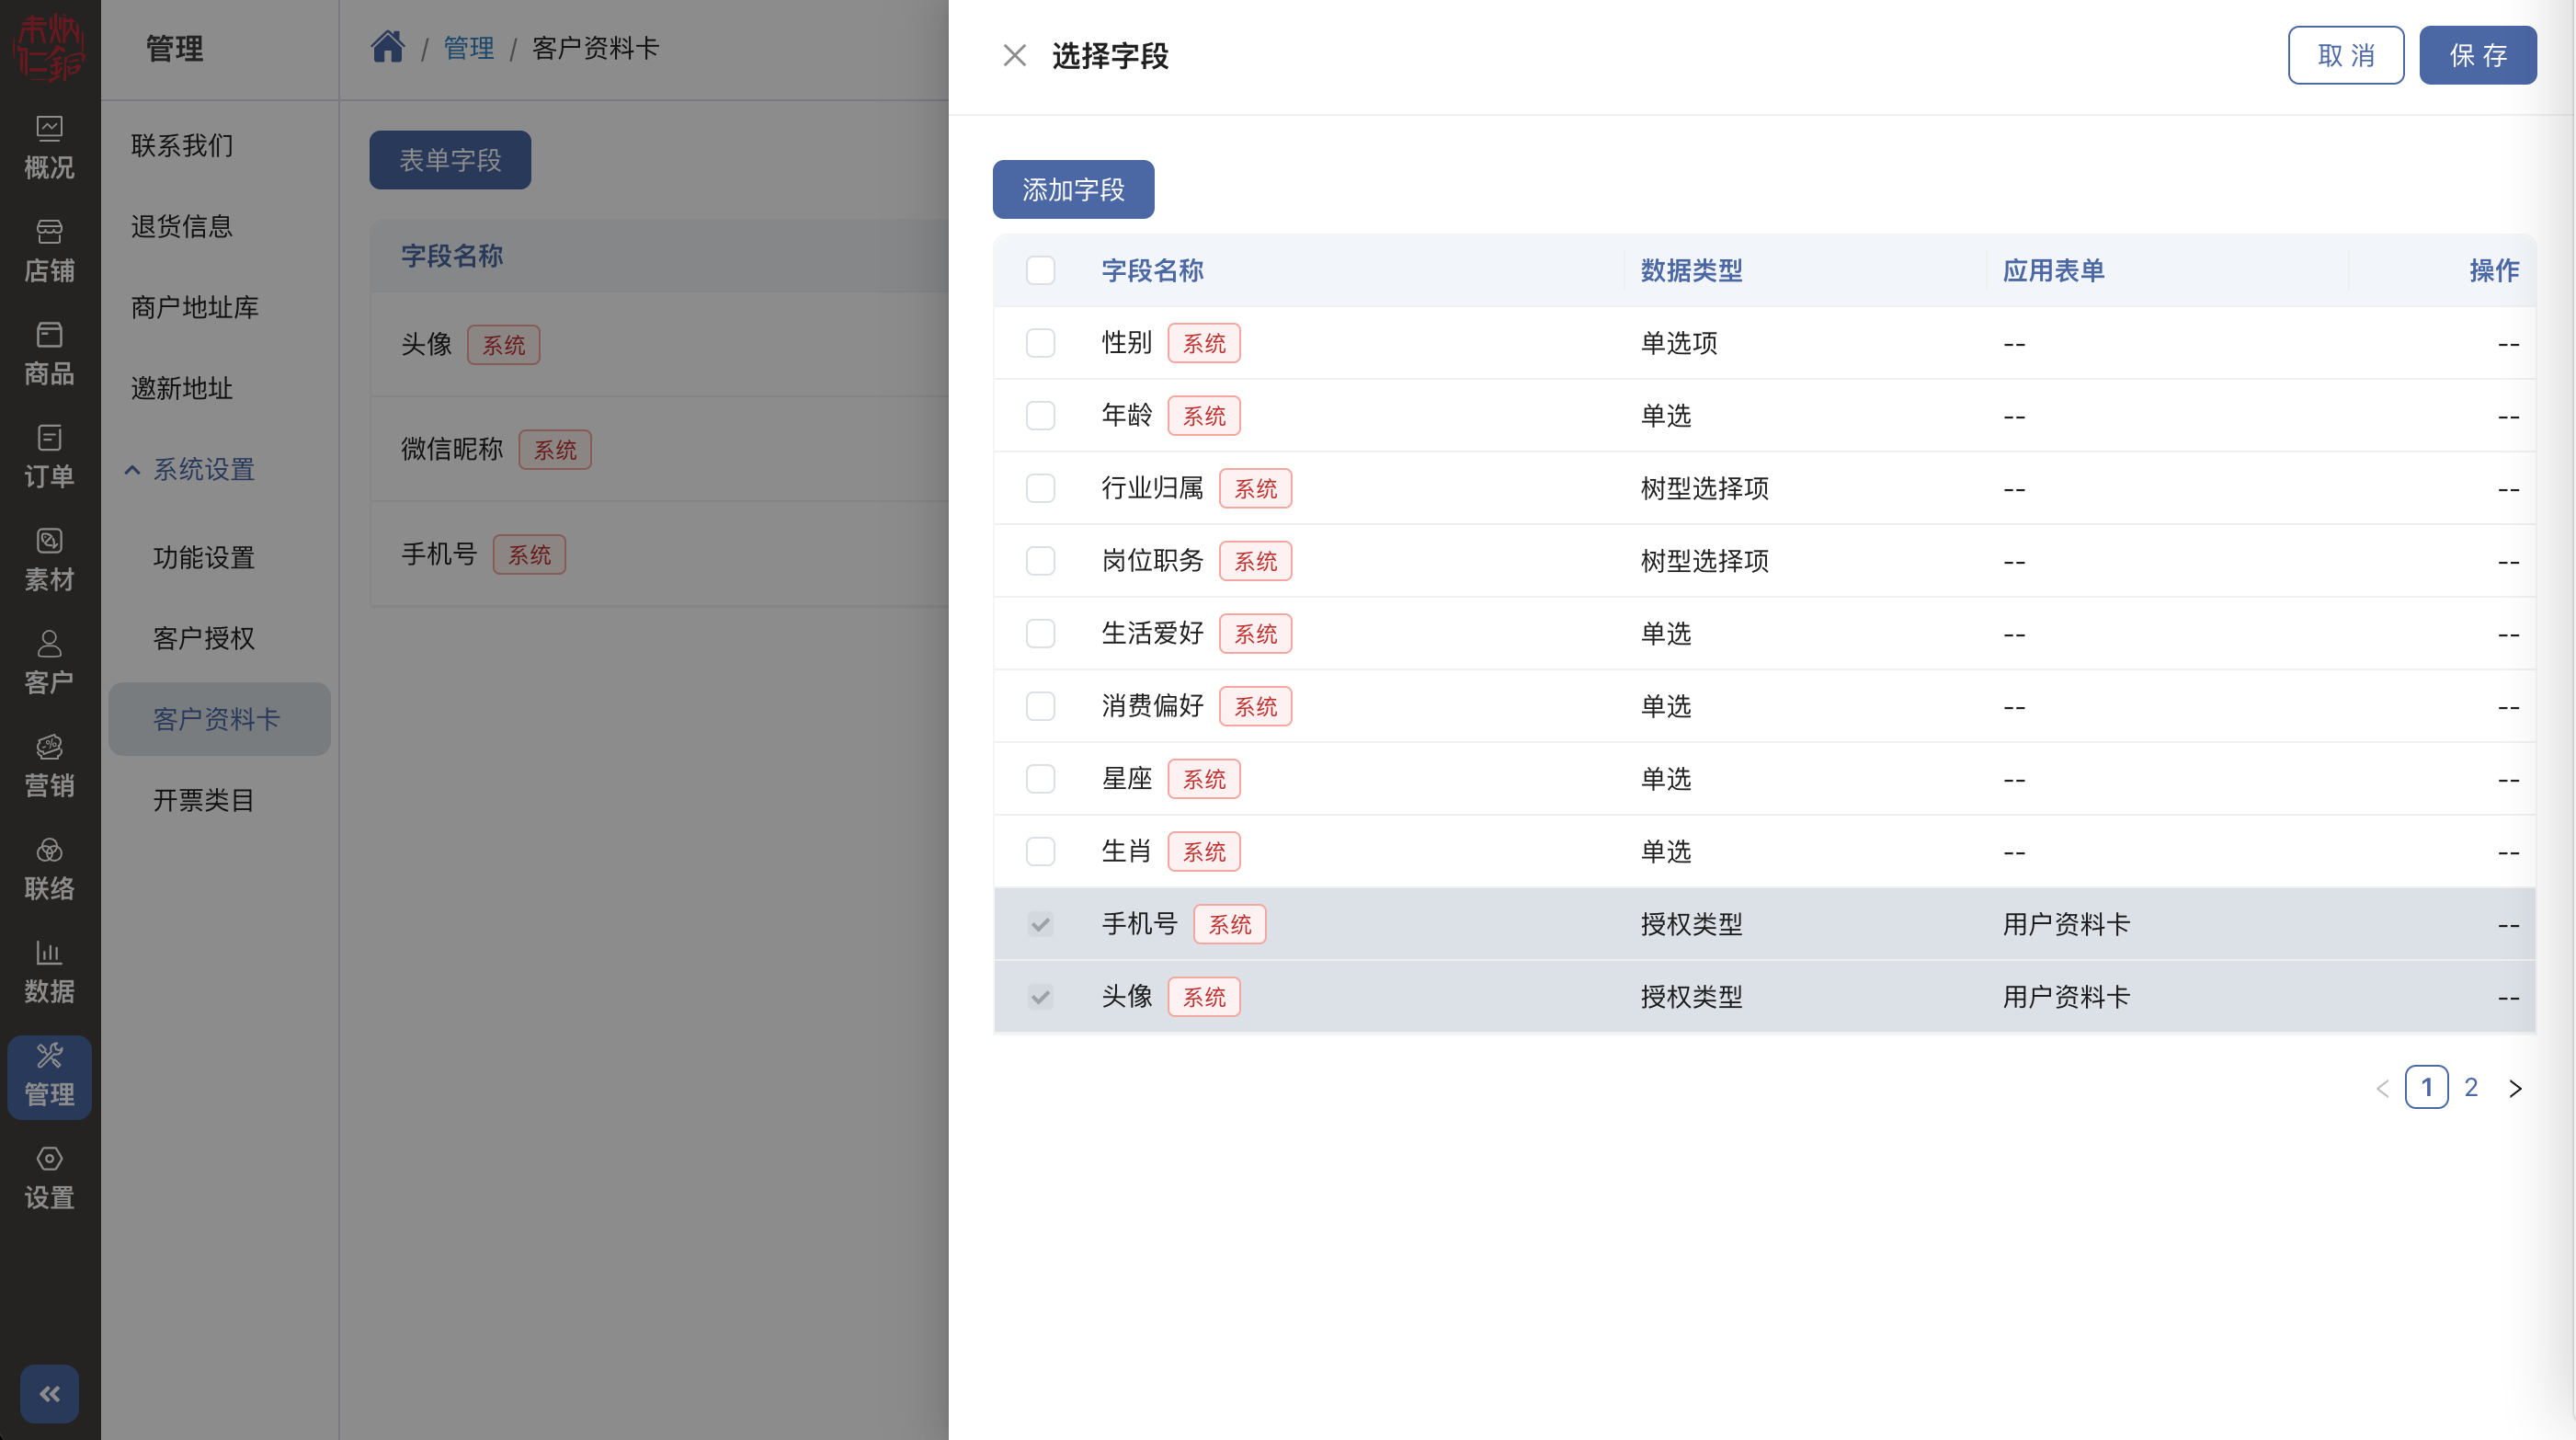 概况
店铺
商品
订单
素材
客户
营销
联络
数据
管理
设置
管理
联系我们
退货信息
商户地址库
邀新地址
系统设置
功能设置
客户授权
客户资料卡
开票类目
/ 管理 / 客户资料卡
表单字段
字段名称
头像 系统
微信昵称 系统
手机号 系统
选择字段
取 消
保 存
添加字段
字段名称 数据类型 应用表单 操作
性别 系统 单选项 -- --
年龄 系统 单选 -- --
行业归属 系统 树型选择项 -- --
岗位职务 系统 树型选择项 -- --
生活爱好 系统 单选 -- --
消费偏好 系统 单选 -- --
星座 系统 单选 -- --
生肖 系统 单选 -- --
手机号 系统 授权类型 用户资料卡 --
头像 系统 授权类型 用户资料卡 --
1 2